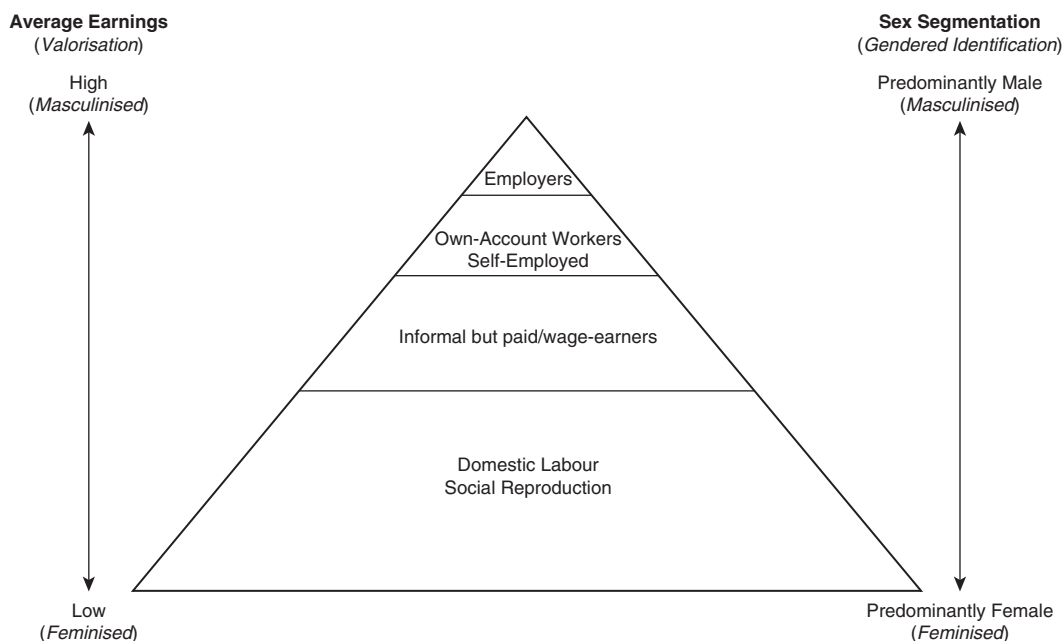 Average Earnings
(Valorisation)
High
(Masculinised)
Sex Segmentation
(Gendered Identification)
Predominantly Male
(Masculinised)
Employers
Own-Account Workers
Self-Employed
Informal but paid/wage-earners
Domestic Labour
Social Reproduction
Low
(Feminised)
Predominantly Female
(Feminised)